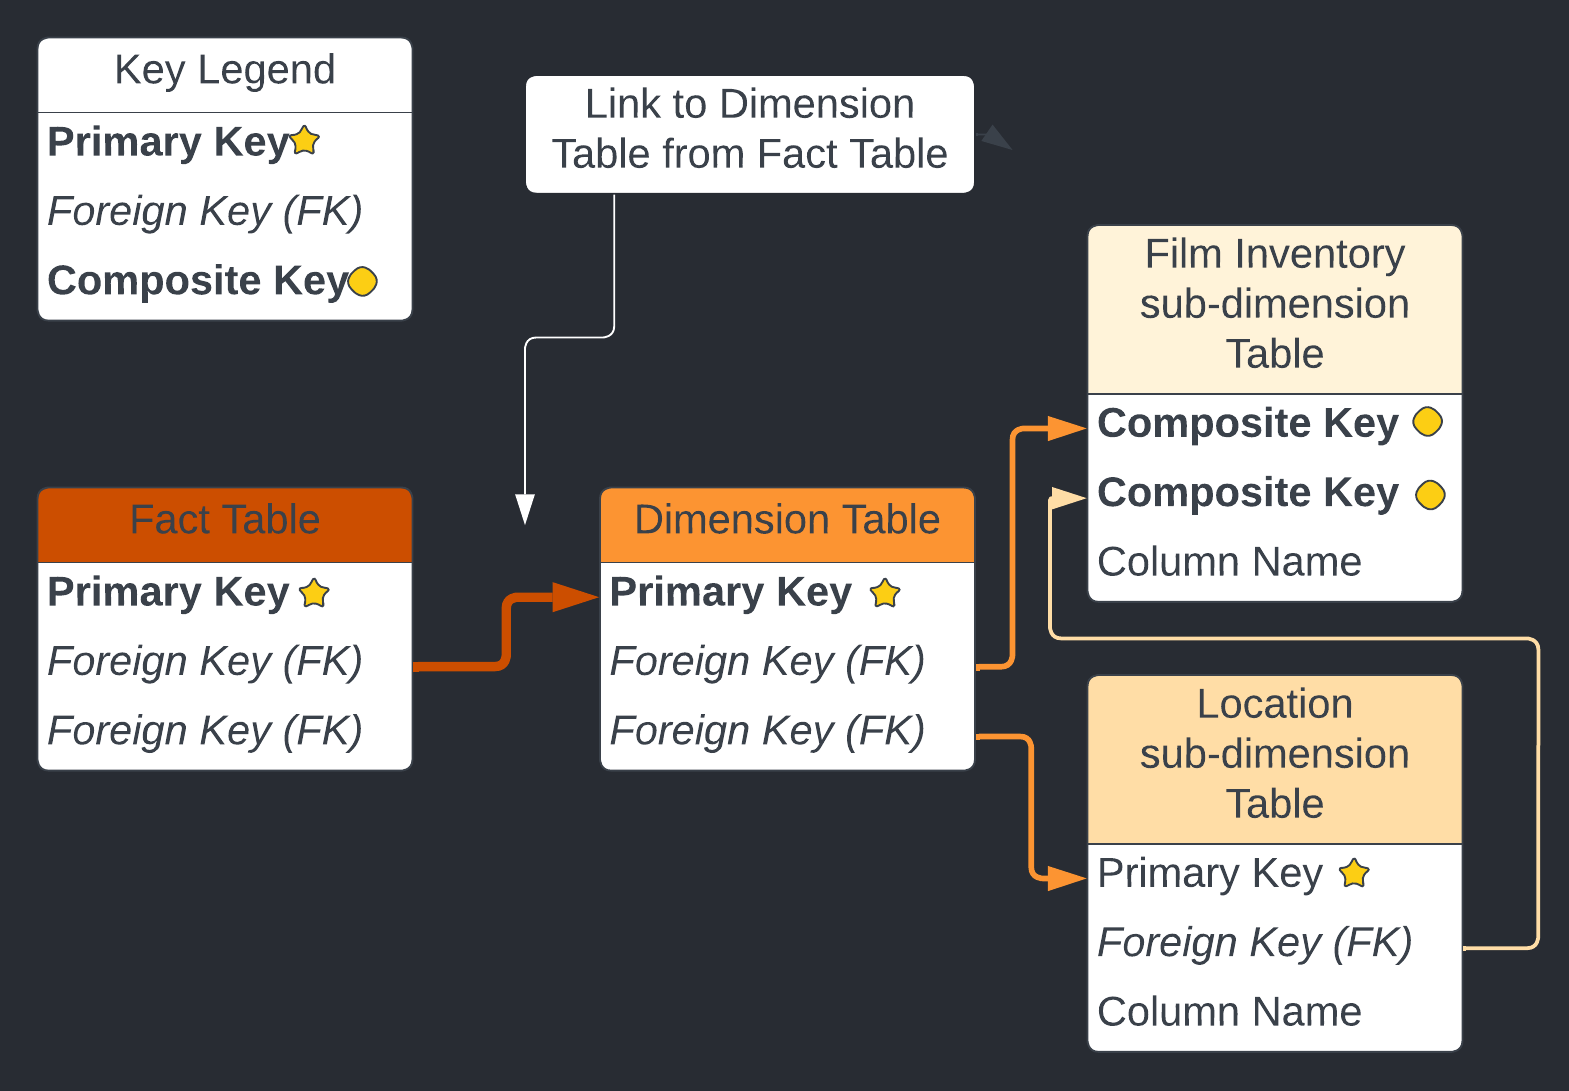 Key Legend
Primary Key
Foreign Key (FK)
Composite Key
Link to Dimension
Table from Fact Table
Fact Table
Primary Key
Foreign Key (FK)
Foreign Key (FK)
Dimension Table
Primary Key
Foreign Key (FK)
Foreign Key (FK)
Film Inventory
sub-dimension
Table
Composite Key
Composite Key
Column Name
Location
sub-dimension
Table
Primary Key
Foreign Key (FK)
Column Name